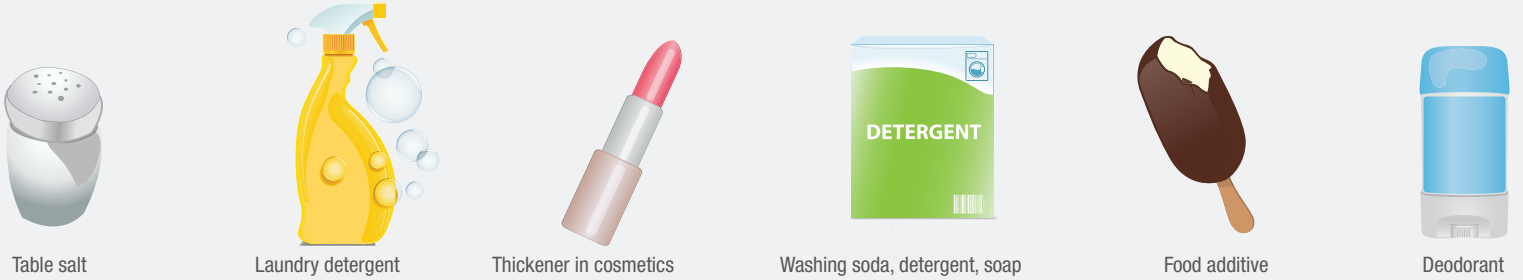 DETERGENT
Table salt
Laundry detergent
Thickener in cosmetics
Washing soda, detergent, soap
Food additive
Deodorant